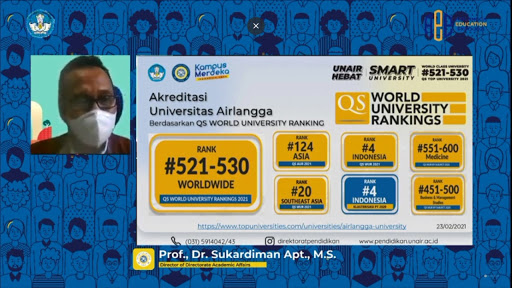 EDUCATION
Kampus
Merdeka
UNAIR
HEBAT
SMART
UNIVERSITY
WORLD CLASS UNIVERSITY
#521-530
QS TOP UNIVERSITY 2021
Akreditasi
Universitas Airlangga
Berdasarkan QS WORLD UNIVERSITY RANKING
QS
WORLD
UNIVERSITY
RANKINGS
RANK
#521-530
WORLDWIDE
QS WORLD UNIVERSITY RANKINGS 2021
RANK
#124
ASIA
RANK
#4
INDONESIA
RANK
#551-600
Medicine
RANK
#20
SOUTHEAST ASIA
RANK
#4
INDONESIA
RANK
#451-500
Business & Management
https://www.topuniversities.com/universities/airlangga-university
23/02/2021
(031) 5914042/43
direktoratpendidikan
www.pendidikan.unair.ac.id
Prof., Dr. Sukardiman Apt., M.S.
Director of Directorate Academic Affairs